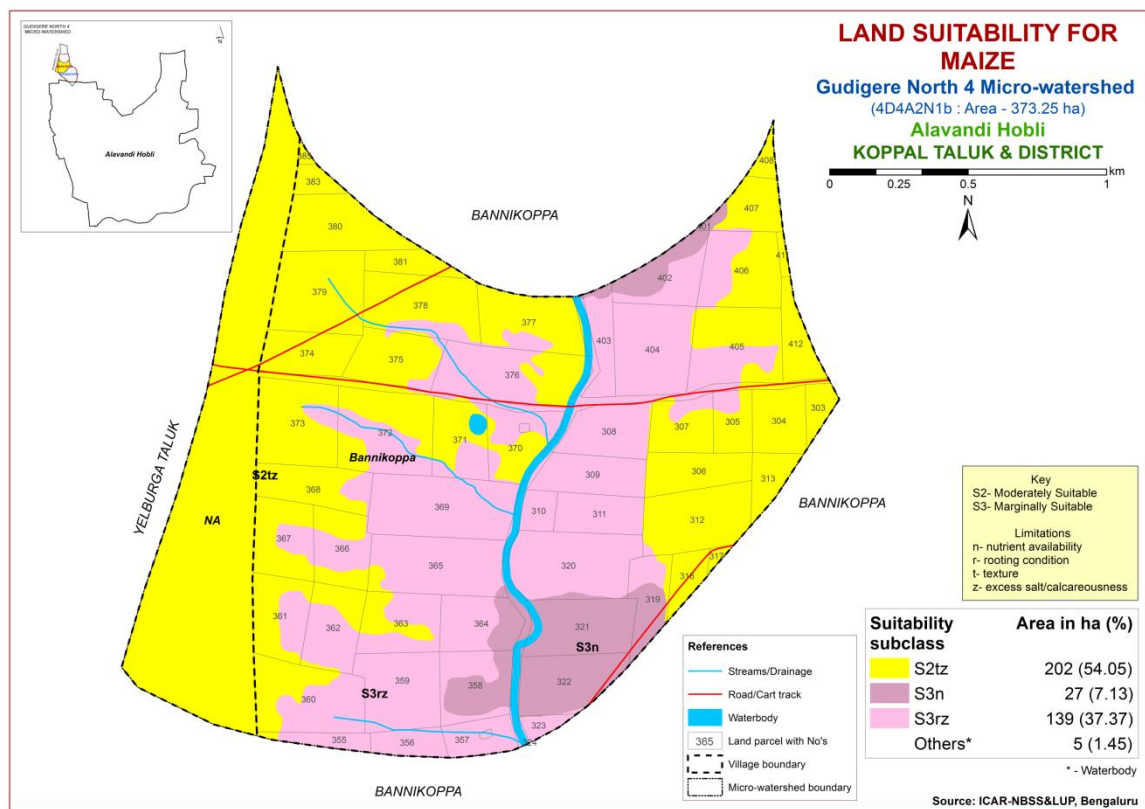 GUDIGERE NORTH 4
MICRO-WATERSHED
N
Alavandi Hobli
LAND SUITABILITY FOR
MAIZE
Gudigere North 4 Micro-watershed
(4D4A2N1b : Area - 373.25 ha)
Alavandi Hobli
KOPPAL TALUK & DISTRICT
km
0 0.25 0.5 1
N
BANNIKOPPA
408
383
407
380
401
381
406
402
379
378
377
403
404
405
412
374
375
376
303
373
372
371
370
308
307
305
304
Bannikoppa
S2tz
309
306
313
368
369
310
311
312
BANNIKOPPA
YELBURGA TALUK
NA
367
366
365
320
317
316
319
361
362
363
364
321
S3n
359
358
322
S3rz
360
355
356
357
323
324
BANNIKOPPA
Key
S2- Moderately Suitable
S3- Marginally Suitable
Limitations
n- nutrient availability
r- rooting condition
t- texture
z- excess salt/calcareousness
References
Streams/Drainage
Road/Cart track
Waterbody
365 Land parcel with No's
Village boundary
Micro-watershed boundary
Suitability subclass Area in ha (%)
S2tz 202 (54.05)
S3n 27 (7.13)
S3rz 139 (37.37)
Others* 5 (1.45)
* - Waterbody
Source: ICAR-NBSS&LUP, Bengaluru